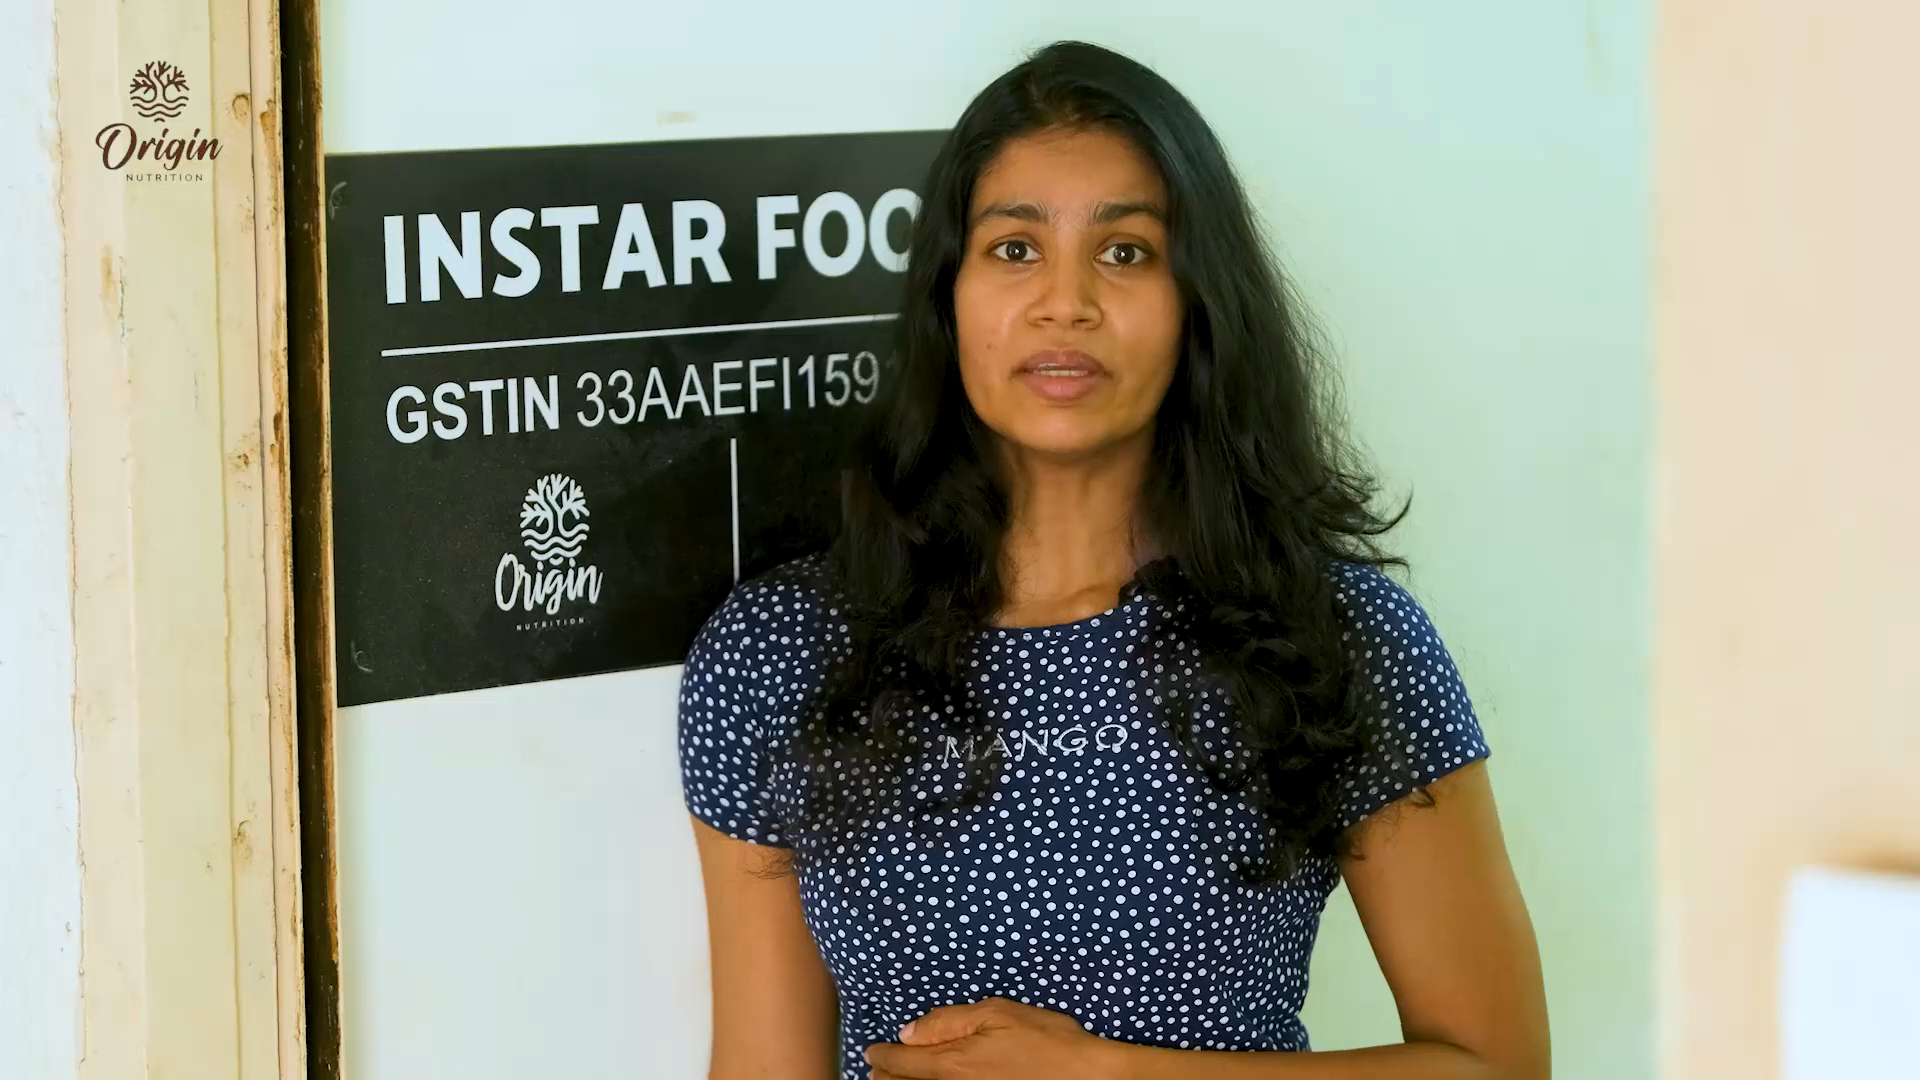 Origin
NUTRITION
INSTAR FOO
GSTIN 33AAEFI159
Origin
NUTRITION
MANGO